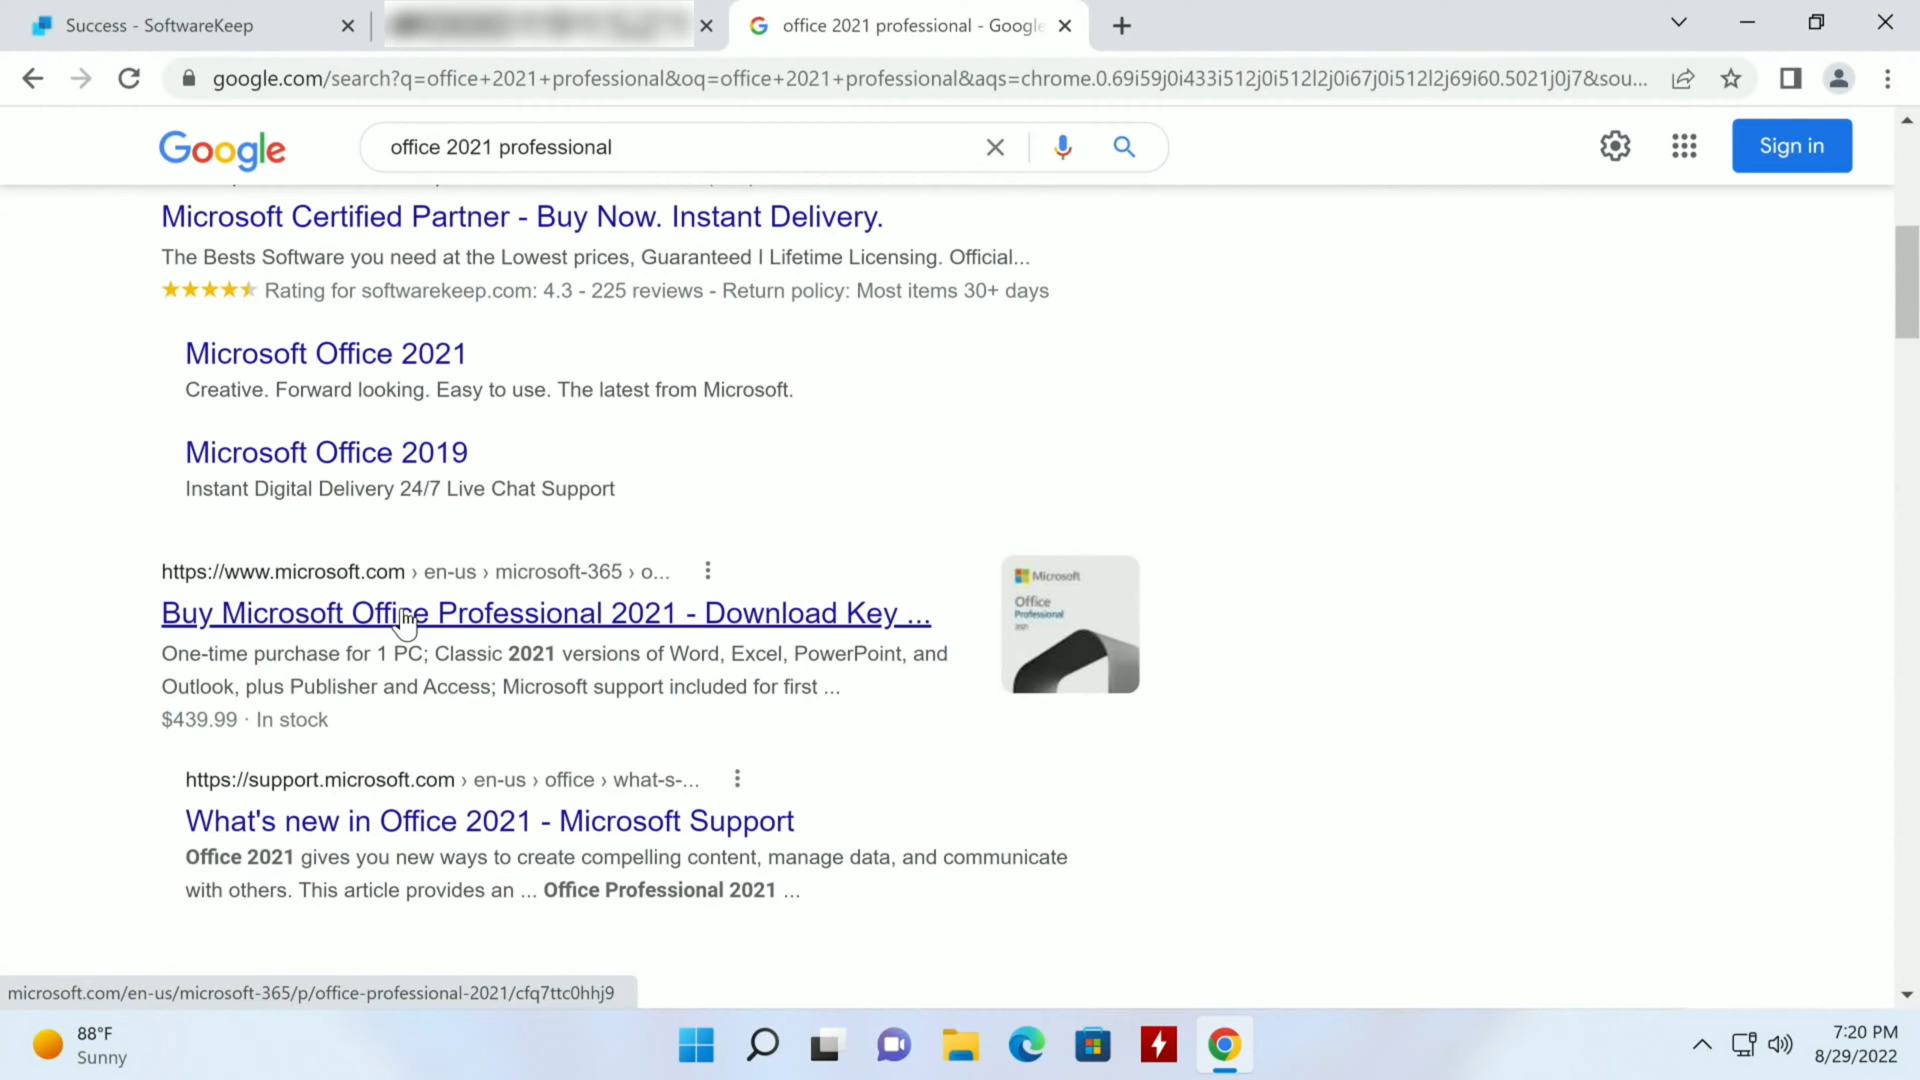 Success - SoftwareKeep
office 2021 professional - Google
google.com/search?q=office+2021+professional&oq=office+2021+professional&aqs=chrome.0.69i59j0i433i512j0i512l2j0i67j0i512l2j69i60.5021j0j7&sou...
Google
office 2021 professional
Sign in
Microsoft Certified Partner - Buy Now. Instant Delivery.
The Bests Software you need at the Lowest prices, Guaranteed I Lifetime Licensing. Official...
Rating for softwarekeep.com: 4.3 - 225 reviews - Return policy: Most items 30+ days
Microsoft Office 2021
Creative. Forward looking. Easy to use. The latest from Microsoft.
Microsoft Office 2019
Instant Digital Delivery 24/7 Live Chat Support
https://www.microsoft.com › en-us › microsoft-365 › o...
Buy Microsoft Office Professional 2021 - Download Key ...
One-time purchase for 1 PC; Classic 2021 versions of Word, Excel, PowerPoint, and
Outlook, plus Publisher and Access; Microsoft support included for first ...
$439.99 · In stock
Microsoft
Office
Professional
2021
https://support.microsoft.com › en-us › office › what-s-...
What's new in Office 2021 - Microsoft Support
Office 2021 gives you new ways to create compelling content, manage data, and communicate
with others. This article provides an ... Office Professional 2021 ...
microsoft.com/en-us/microsoft-365/p/office-professional-2021/cfq7ttc0hhj9
88°F
Sunny
7:20 PM
8/29/2022